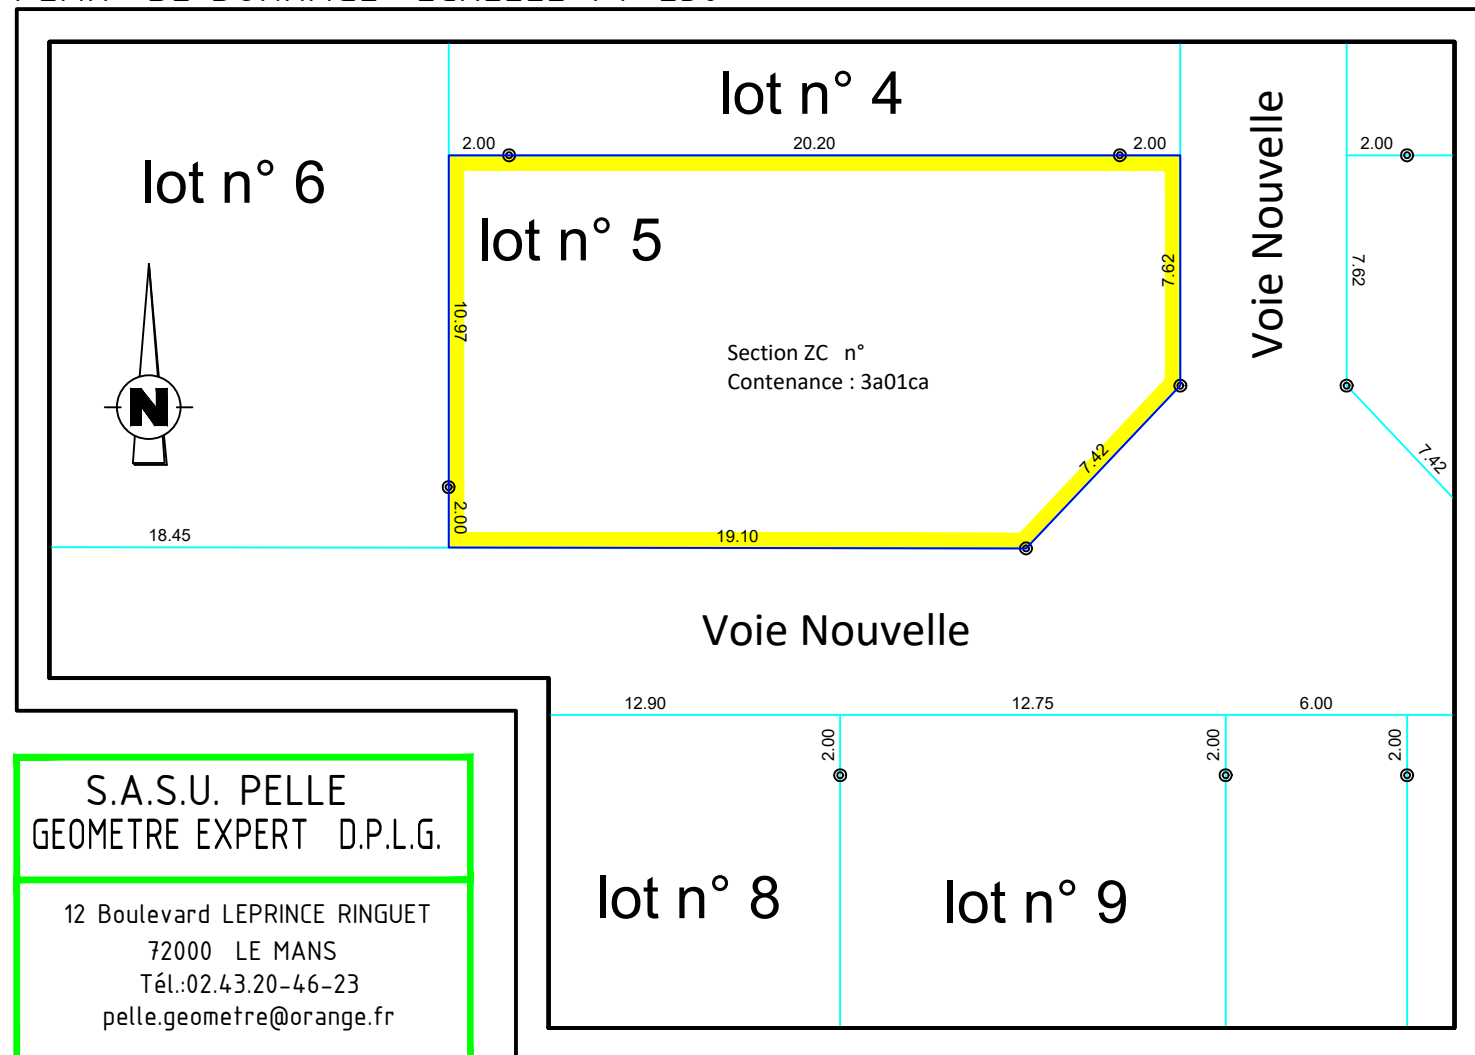 lot n° 4
2.00
20.20
2.00
2.00
lot n° 6
lot n° 5
Voie Nouvelle
7.62
7.62
10.97
Section ZC n°
Contenance : 3a01ca
N
7.42
7.42
2.00
18.45
19.10
Voie Nouvelle
12.90
12.75
6.00
2.00
2.00
2.00
S.A.S.U. PELLE
GEOMETRE EXPERT D.P.L.G.
lot n° 8
lot n° 9
12 Boulevard LEPRINCE RINGUET
72000 LE MANS
Tél.:02.43.20-46-23
pelle.geometre@orange.fr